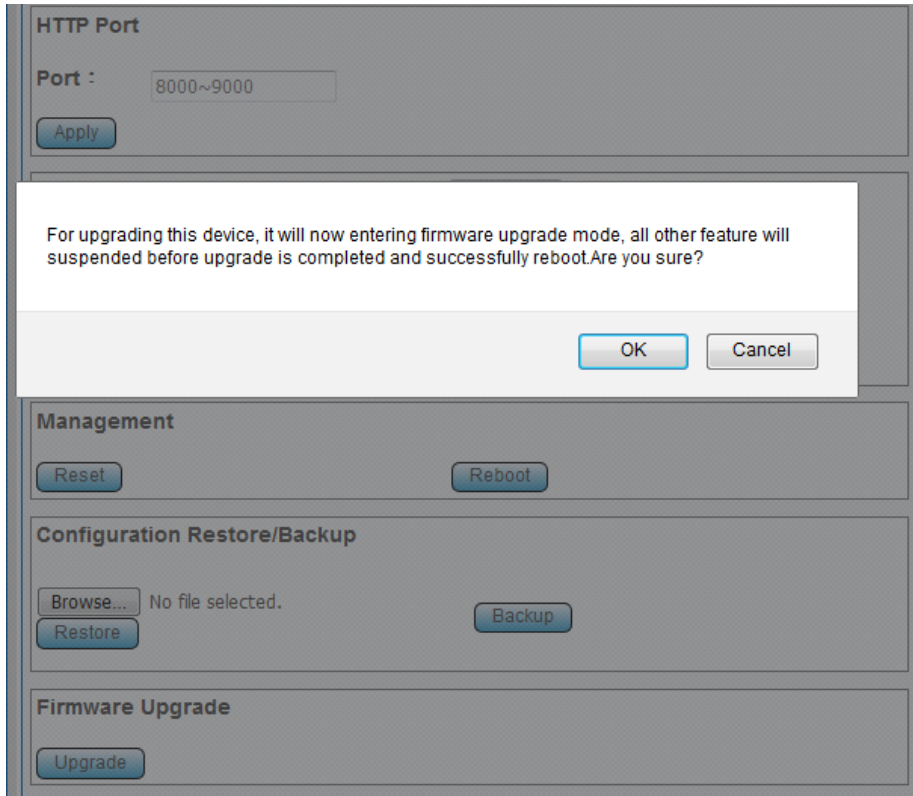 HTTP Port
Port :
8000~9000
Apply
For upgrading this device, it will now entering firmware upgrade mode, all other feature will
suspended before upgrade is completed and successfully reboot.Are you sure?
OK
Cancel
Management
Reset
Reboot
Configuration Restore/Backup
Browse... No file selected.
Backup
Restore
Firmware Upgrade
Upgrade